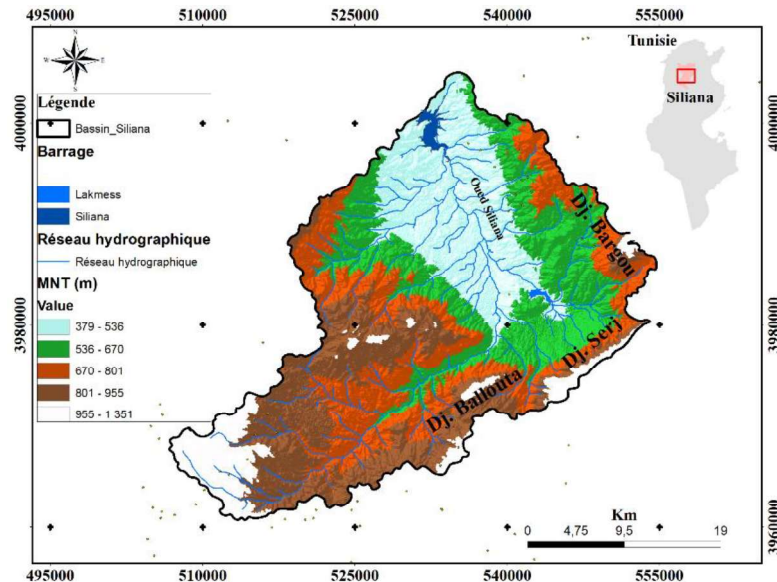 495000 510000 525000 540000 555000
Tunisie
Siliana
Légende
Bassin_Siliana
Barrage
Lakmess
Siliana
Réseau hydrographique
Réseau hydrographique
MNT (m)
Value
379 - 536
536 - 670
670 - 801
801 - 955
955 - 1 351
4000000
4000000
3980000
3980000
3960000
3960000
Oued Siliana
Dj. Bargou
Dj. Serj
Dj. Ballouta
N
W
E
S
Km
0 4,75 9,5 19
495000 510000 525000 540000 555000